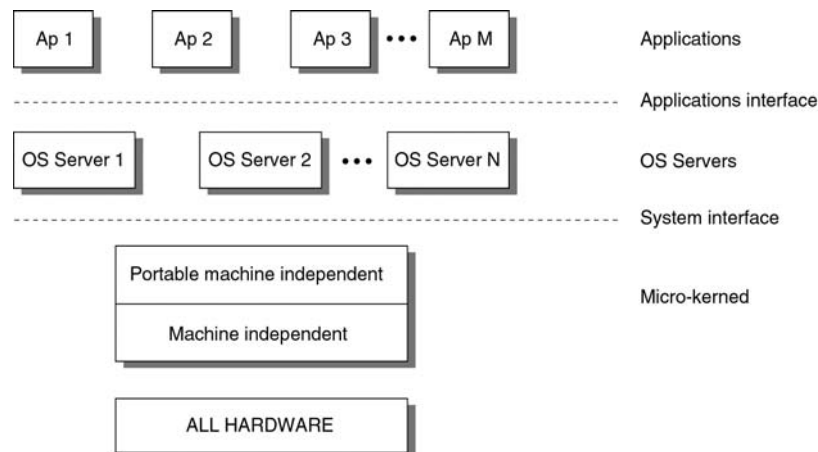 Ap 1 Ap 2 Ap 3 ••• Ap M Applications
Applications interface
OS Server 1 OS Server 2 ••• OS Server N OS Servers
System interface
Portable machine independent
Micro-kerned
Machine independent
ALL HARDWARE